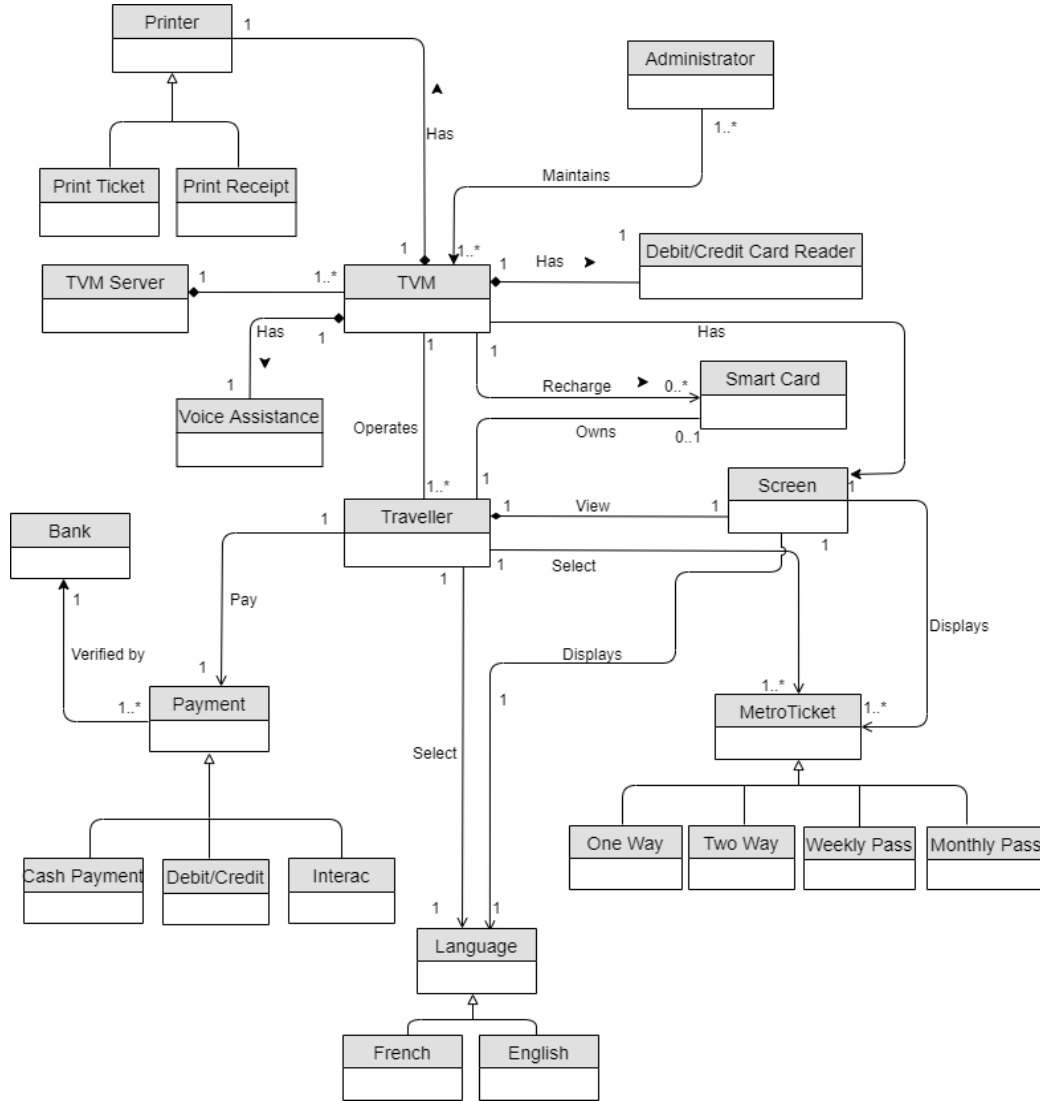 Printer
1
Administrator
1..*
Has
Print Ticket
Print Receipt
Maintains
1
1..*
1
Debit/Credit Card Reader
TVM Server
1
1..*
TVM
1
Has
Has
1
1
1
Has
1
Voice Assistance
Recharge
0..*
Smart Card
Operates
Owns
0..1
1..*
1
Screen
1
Bank
1
Traveller
1
View
1
1
1
1
Select
1
Pay
Displays
Displays
Verified by
1
1..*
Payment
1
1..*
1..*
MetroTicket
Select
One Way
Two Way
Weekly Pass
Monthly Pass
Cash Payment
Debit/Credit
Interac
1
1
Language
French
English